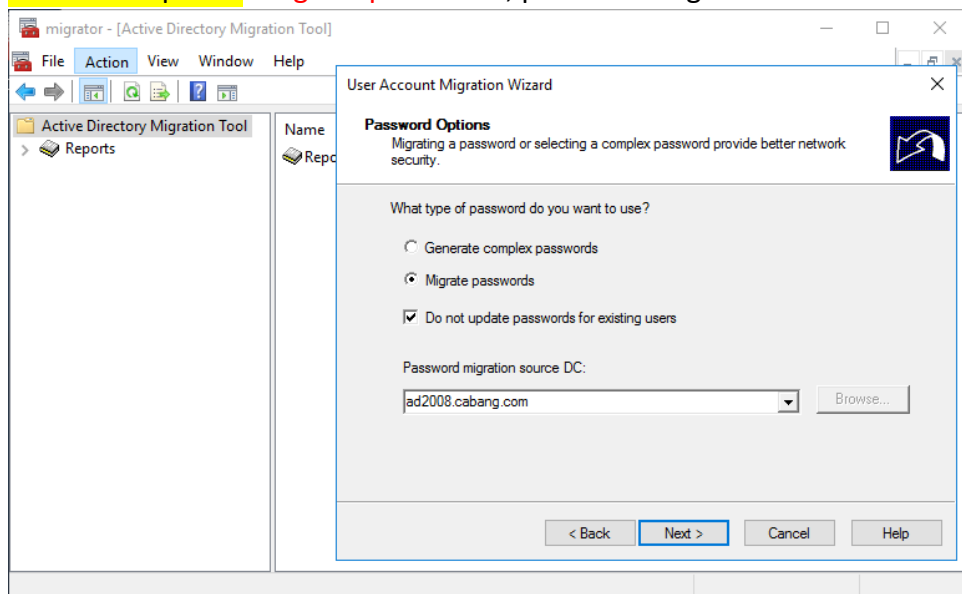 migrator - [Active Directory Migration Tool]
File Action View Window Help
Active Directory Migration Tool
Reports
Name
Repo
User Account Migration Wizard
Password Options
Migrating a password or selecting a complex password provide better network
security.
What type of password do you want to use?
Generate complex passwords
Migrate passwords
Do not update passwords for existing users
Password migration source DC:
ad2008.cabang.com
Browse...
< Back
Next >
Cancel
Help